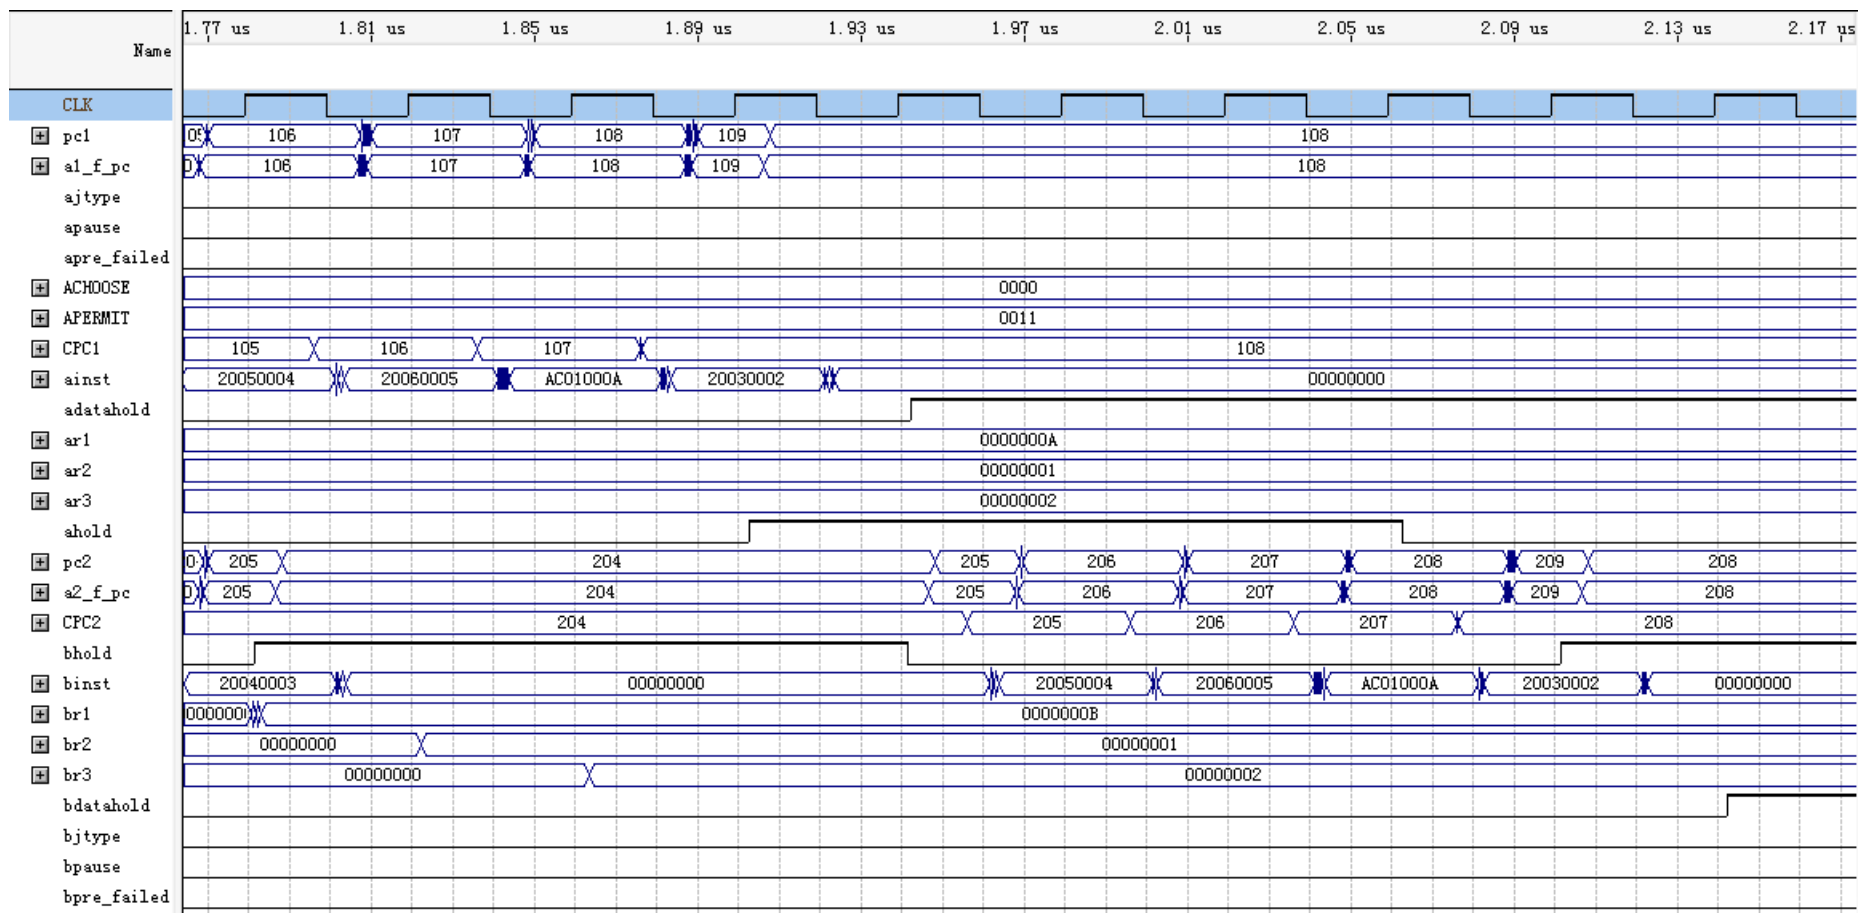 1.77 us 1.81 us 1.85 us 1.89 us 1.93 us 1.97 us 2.01 us 2.05 us 2.09 us 2.13 us 2.17 us
Name
CLK
pc1 106 107 108 109 108
a1_f_pc 106 107 108 109 108
ajtype
apause
apre_failed
ACHOOSE 0000
APERMIT 0011
CPC1 105 106 107 108
ainst 20050004 20060005 AC01000A 20030002 00000000
adatahold
ar1 0000000A
ar2 00000001
ar3 00000002
ahold
pc2 205 204 205 206 207 208 209 208
a2_f_pc 205 204 205 206 207 208 209 208
CPC2 204 205 206 207 208
bhold
binst 20040003 00000000 20050004 20060005 AC01000A 20030002 00000000
br1 0000000B
br2 00000000 00000001
br3 00000000 00000002
bdatahold
bjtype
bpause
bpre_failed